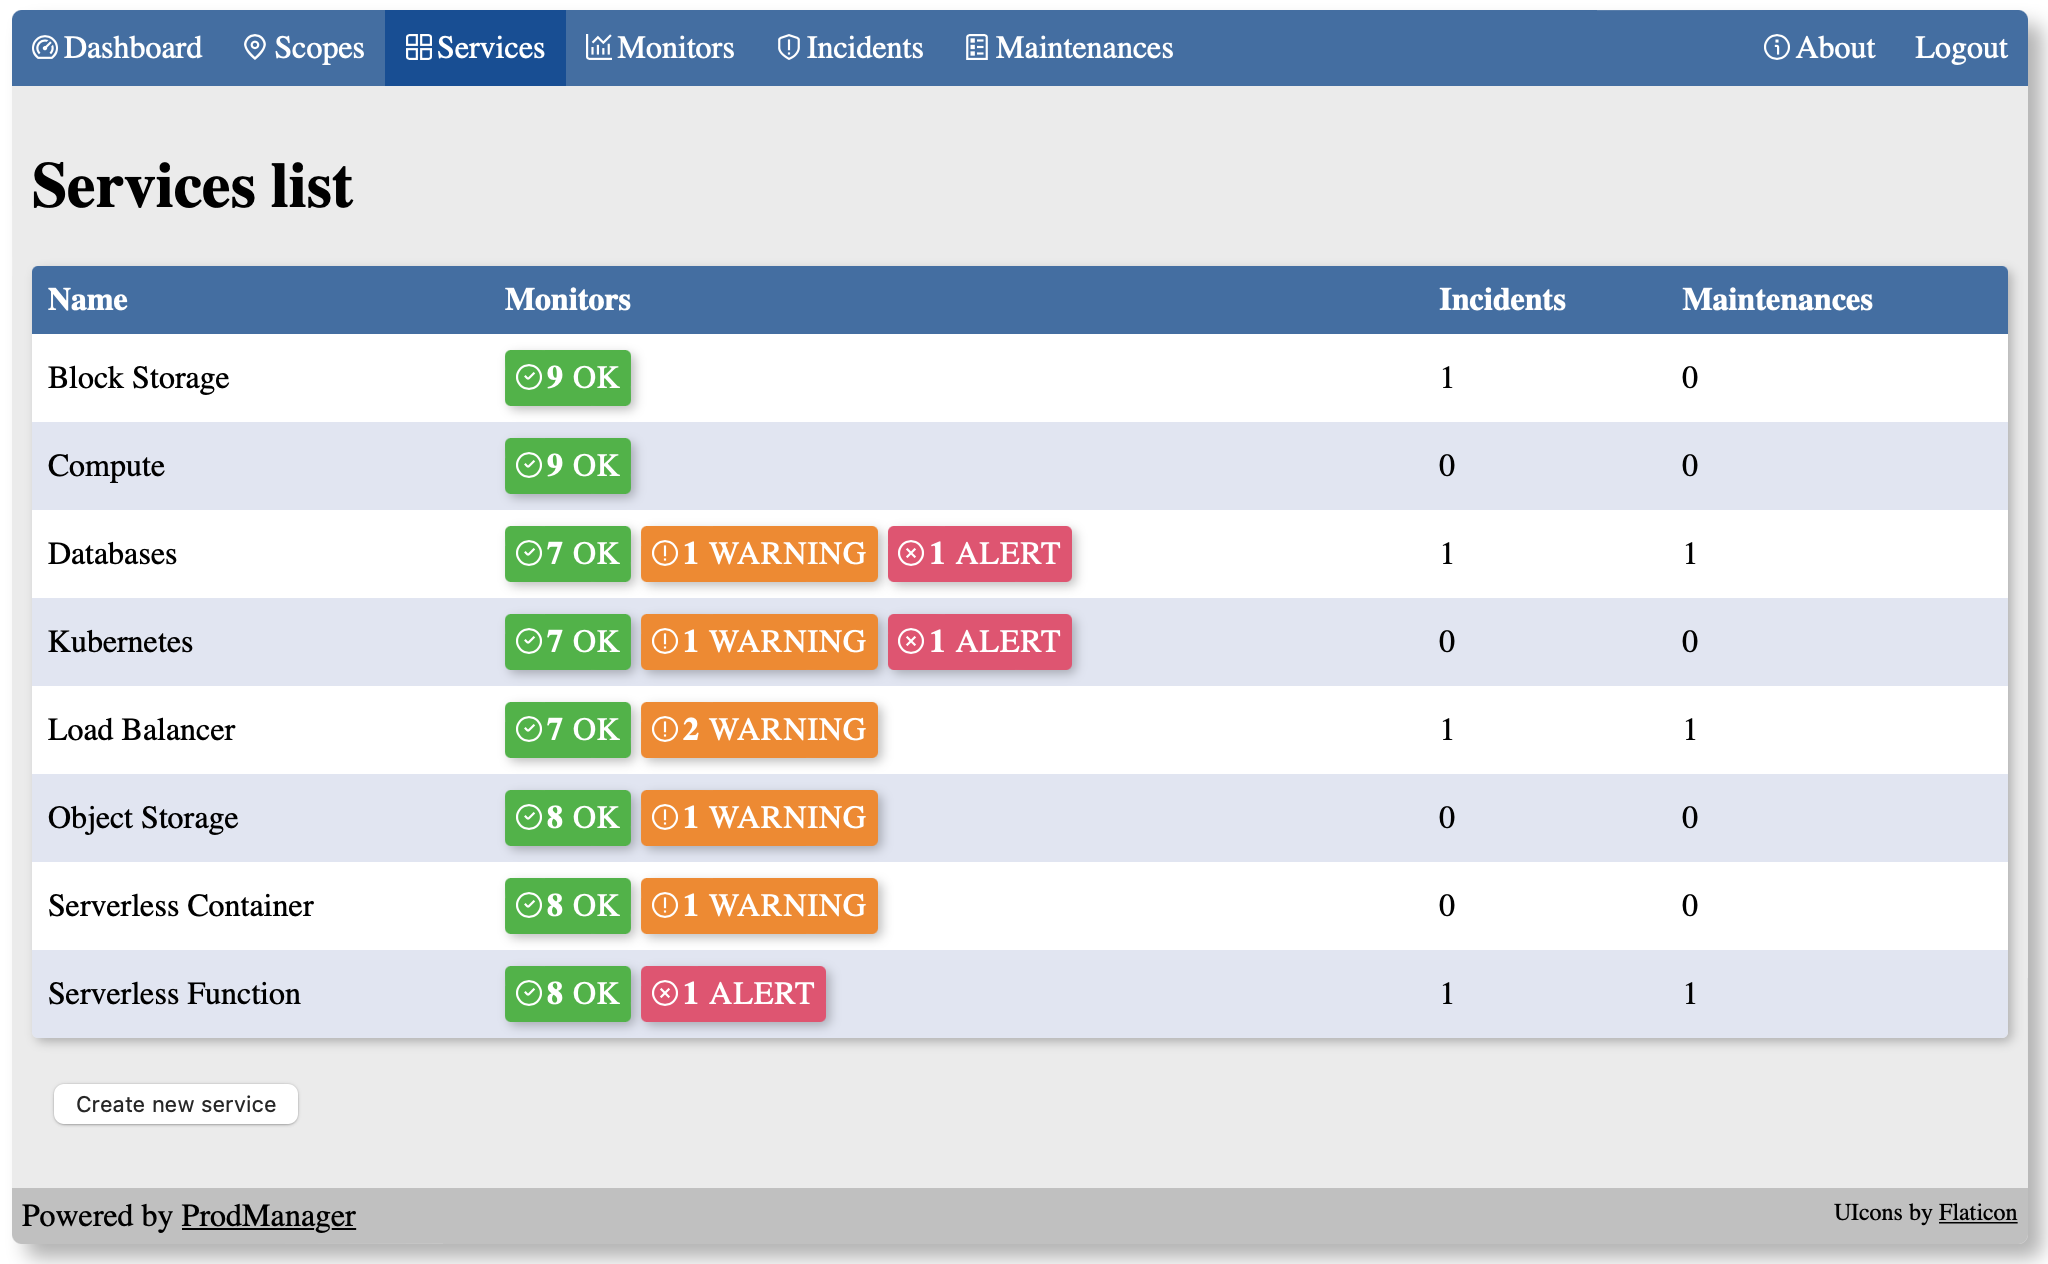 Dashboard Scopes Services Monitors Incidents Maintenances About Logout
Services list
Name Monitors Incidents Maintenances
Block Storage 9 OK 1 0
Compute 9 OK 0 0
Databases 7 OK 1 WARNING 1 ALERT 1 1
Kubernetes 7 OK 1 WARNING 1 ALERT 0 0
Load Balancer 7 OK 2 WARNING 1 1
Object Storage 8 OK 1 WARNING 0 0
Serverless Container 8 OK 1 WARNING 0 0
Serverless Function 8 OK 1 ALERT 1 1
Create new service
Powered by ProdManager UIcons by Flaticon